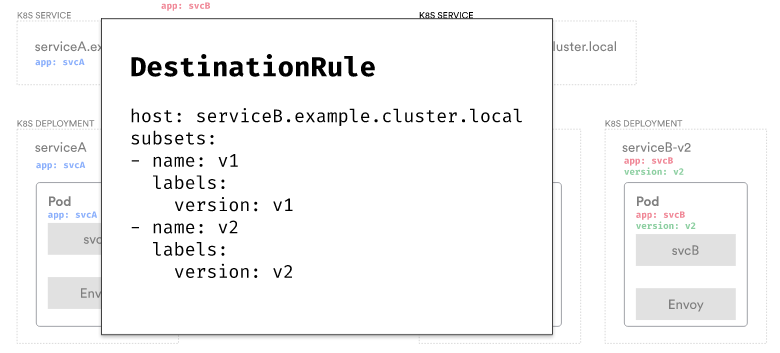 app: svcB
K8S SERVICE
K8S SERVICE
serviceA.ex
cluster.local
app: svcA
DestinationRule
host: serviceB.example.cluster.local
subsets:
- name: v1
labels:
version: v1
- name: v2
labels:
version: v2
K8S DEPLOYMENT
serviceA
app: svcA
Pod
app: svcA
svc
Env
K8S DEPLOYMENT
serviceB-v2
app: svcB
version: v2
Pod
app: svcB
version: v2
svcB
Envoy